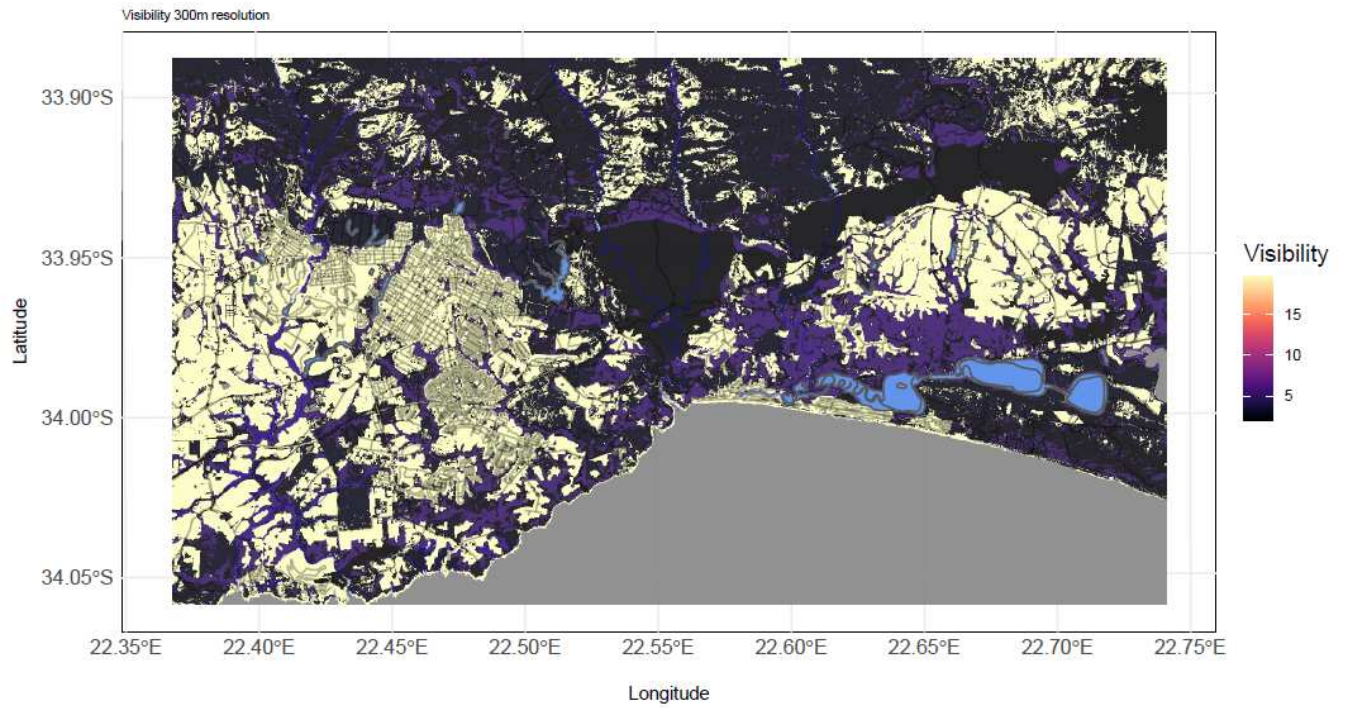 Visibility 300m resolution
33.90°S
33.95°S
34.00°S
34.05°S
Latitude
22.35°E 22.40°E 22.45°E 22.50°E 22.55°E 22.60°E 22.65°E 22.70°E 22.75°E
Longitude
Visibility
15
10
5